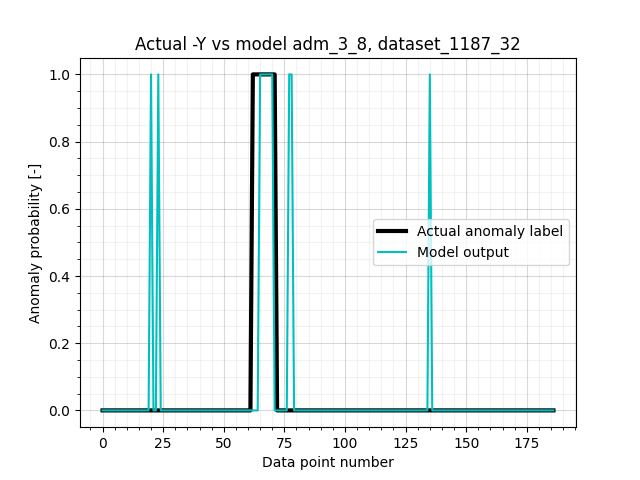 Actual -Y vs model adm_3_8, dataset_1187_32
Anomaly probability [-]
1.0
0.8
0.6
0.4
0.2
0.0
Actual anomaly label
Model output
0 25 50 75 100 125 150 175
Data point number